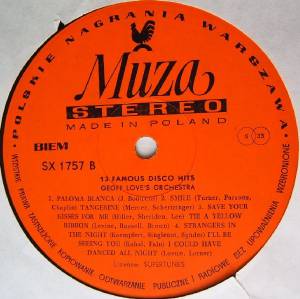 POLSKIE NAGRANIA WARSZAWA
Muza
STEREO
MADE IN POLAND
BIEM
SX 1757 B
S 33
13 FAMOUS DISCO HITS
GEOFF LOVE'S ORCHESTRA
1. PALOMA BLANCA (J. Bouwens) 2. SMILE (Turner, Parsons,
Chaplin) TANGERINE (Mercer, Schertzinger) 3. SAVE YOUR
KISSES FOR ME (Hiller, Sheriden, Lee) TIE A YELLOW
RIBBON (Levine, Russell, Brown) 4. STRANGERS IN
THE NIGHT (Kaempfert, Singleton, Snyder) I'LL BE
SEEING YOU (Kahal, Fain) I COULD HAVE
DANCED ALL NIGHT (Loewe, Lerner)
Licencja SUPERTUNES
WSZYSTKIE PRAWA ZASTRZEŻONE KOPIOWANIE ODTWARZANIE PUBLICZNE I RADIOWE BEZ UPOWAŻNIENIA WZBRONIONE